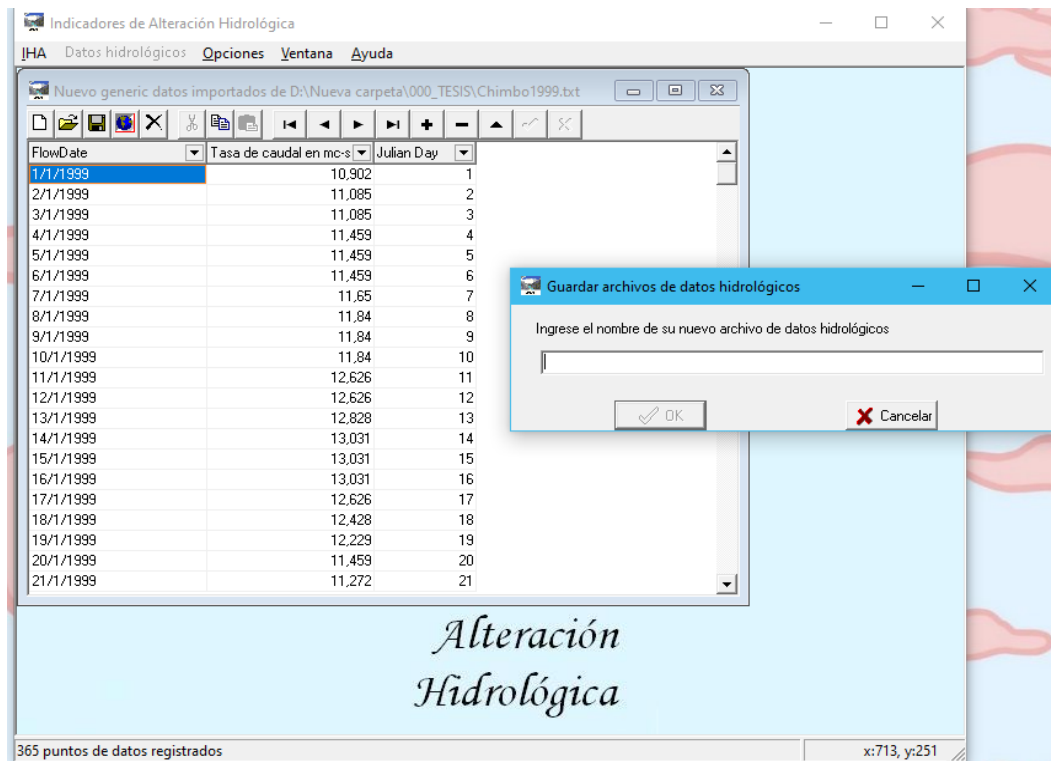 Indicadores de Alteración Hidrológica
IHA Datos hidrológicos Opciones Ventana Ayuda
Nuevo generic datos importados de D:\Nueva carpeta\000_TESIS\Chimbo1999.txt
FlowDate Tasa de caudal en mc-s Julian Day
1/1/1999 10,902 1
2/1/1999 11,085 2
3/1/1999 11,085 3
4/1/1999 11,459 4
5/1/1999 11,459 5
6/1/1999 11,459 6
7/1/1999 11,65 7
8/1/1999 11,84 8
9/1/1999 11,84 9
10/1/1999 11,84 10
11/1/1999 12,626 11
12/1/1999 12,626 12
13/1/1999 12,828 13
14/1/1999 13,031 14
15/1/1999 13,031 15
16/1/1999 13,031 16
17/1/1999 12,626 17
18/1/1999 12,428 18
19/1/1999 12,229 19
20/1/1999 11,459 20
21/1/1999 11,272 21
Guardar archivos de datos hidrológicos
Ingrese el nombre de su nuevo archivo de datos hidrológicos
OK Cancelar
Alteración
Hidrológica
365 puntos de datos registrados x:713, y:251